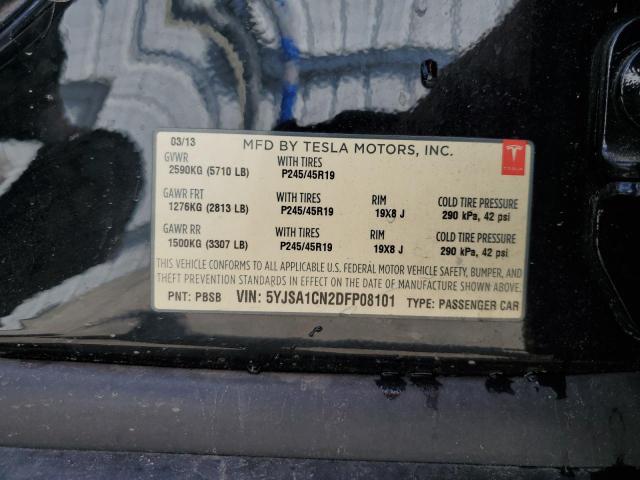 03/13 MFD BY TESLA MOTORS, INC.
GVWR WITH TIRES
2590KG (5710 LB) P245/45R19
GAWR FRT WITH TIRES RIM COLD TIRE PRESSURE
1276KG (2813 LB) P245/45R19 19X8 J 290 kPa, 42 psi
GAWR RR WITH TIRES RIM COLD TIRE PRESSURE
1500KG (3307 LB) P245/45R19 19X8 J 290 kPa, 42 psi
THIS VEHICLE CONFORMS TO ALL APPLICABLE U.S. FEDERAL MOTOR VEHICLE SAFETY, BUMPER, AND
THEFT PREVENTION STANDARDS IN EFFECT ON THE DATE OF MANUFACTURE SHOWN ABOVE.
PNT: PBSB VIN: 5YJSA1CN2DFP08101 TYPE: PASSENGER CAR
TESLA